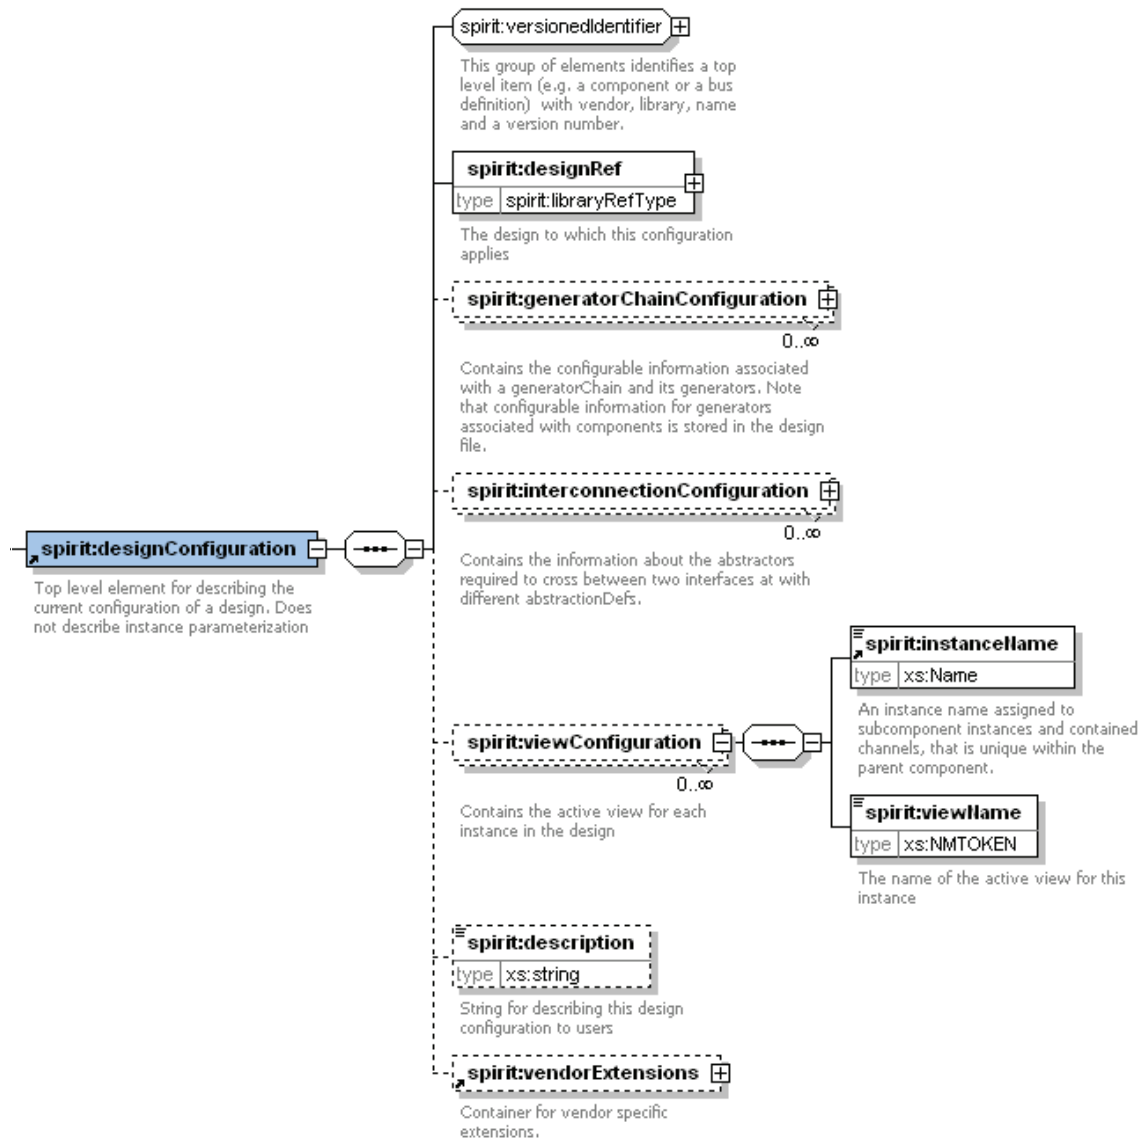 spirit:versionedIdentifier
This group of elements identifies a top
level item (e.g. a component or a bus
definition)  with vendor, library, name
and a version number.
spirit:designRef
type spirit:libraryRefType
The design to which this configuration
applies
spirit:generatorChainConfiguration
0..∞
Contains the configurable information associated
with a generatorChain and its generators. Note
that configurable information for generators
associated with components is stored in the design
file.
spirit:interconnectionConfiguration
0..∞
Contains the information about the abstractors
required to cross between two interfaces at with
different abstractionDefs.
spirit:designConfiguration
Top level element for describing the
current configuration of a design. Does
not describe instance parameterization
spirit:viewConfiguration
0..∞
Contains the active view for each
instance in the design
spirit:instanceName
type xs:Name
An instance name assigned to
subcomponent instances and contained
channels, that is unique within the
parent component.
spirit:viewName
type xs:NMTOKEN
The name of the active view for this
instance
spirit:description
type xs:string
String for describing this design
configuration to users
spirit:vendorExtensions
Container for vendor specific
extensions.